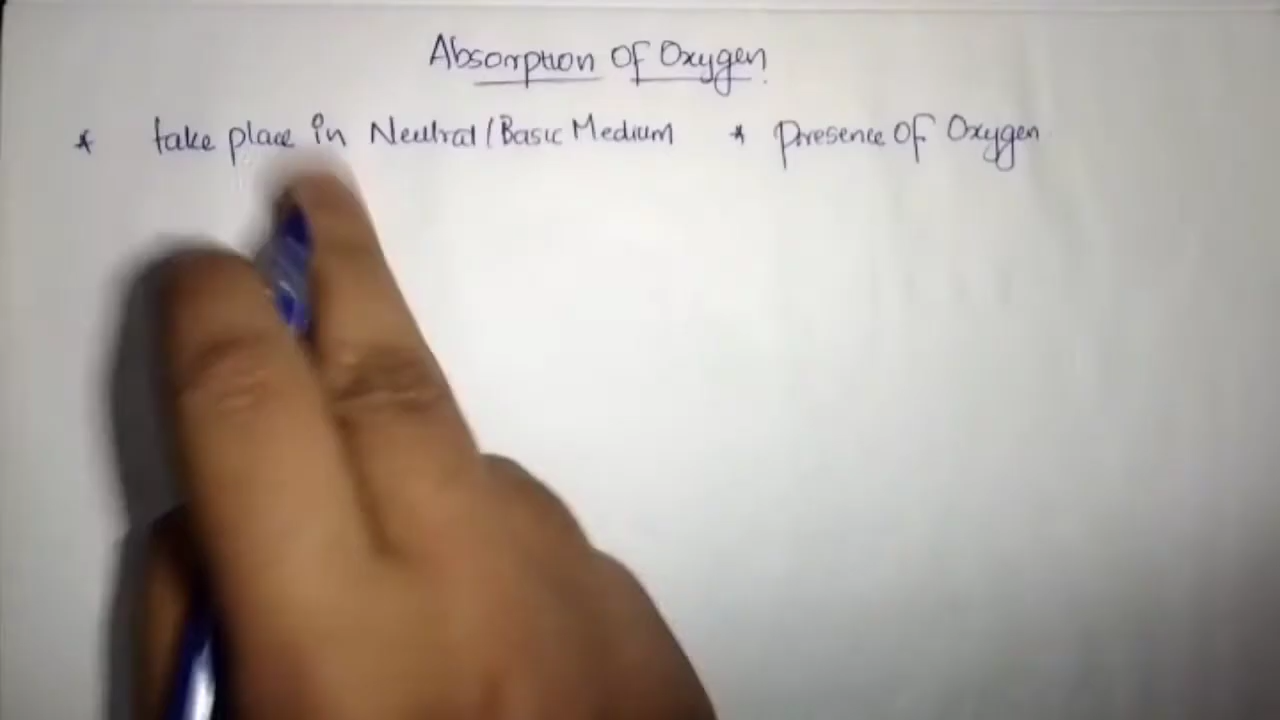 Absorption Of Oxygen
* take place in Neutral/Basic Medium * Presence Of Oxygen